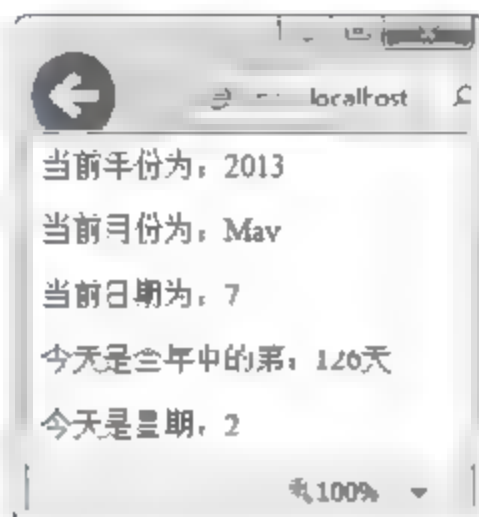 localhost
当前年份为：2013
当前月份为：May
当前日期为：7
今天是全年中的第：126天
今天是星期：2
100%